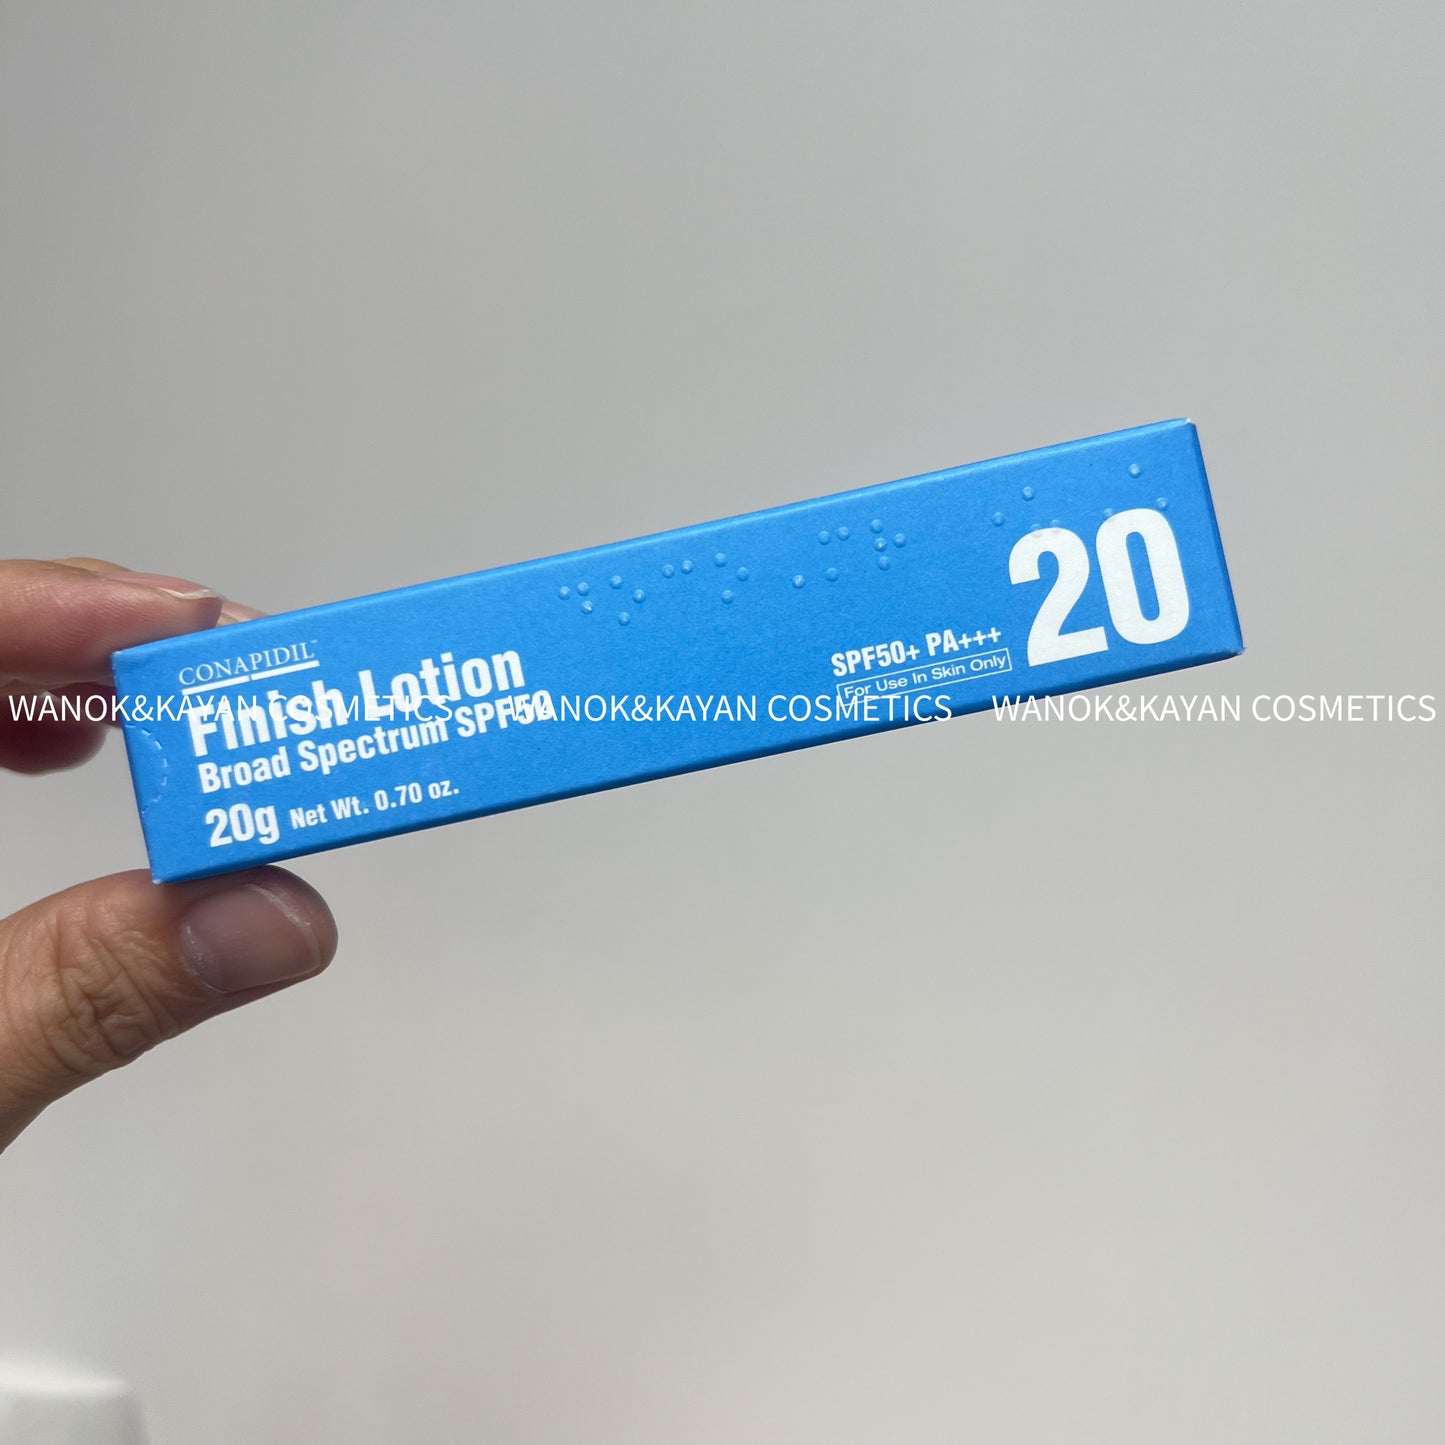 CONAPIDIL™
Finish Lotion
Broad Spectrum SPF50
20g Net Wt. 0.70 oz.
SPF50+ PA+++
For Use In Skin Only
20
WANOK&KAYAN COSMETICS WANOK&KAYAN COSMETICS WANOK&KAYAN COSMETICS